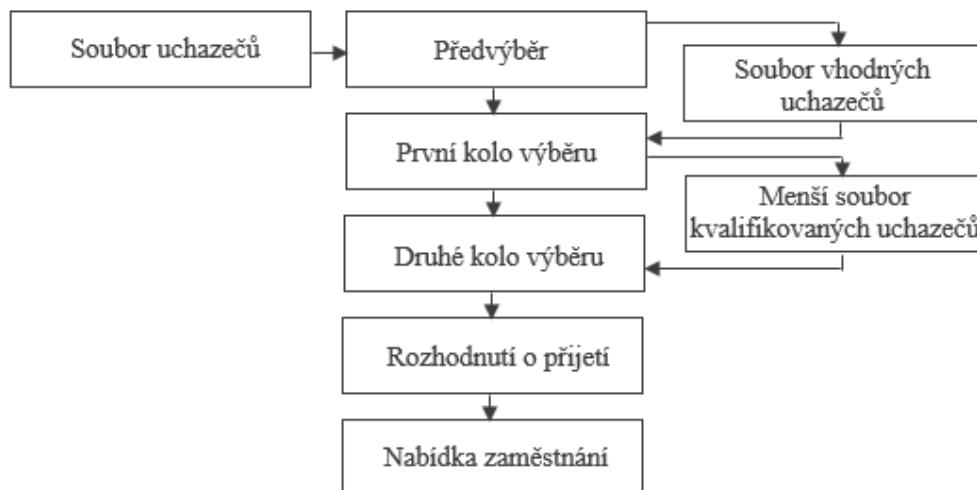 Soubor uchazečů
Předvýběr
Soubor vhodných
uchazečů
První kolo výběru
Menší soubor
kvalifikovaných uchazečů
Druhé kolo výběru
Rozhodnutí o přijetí
Nabídka zaměstnání